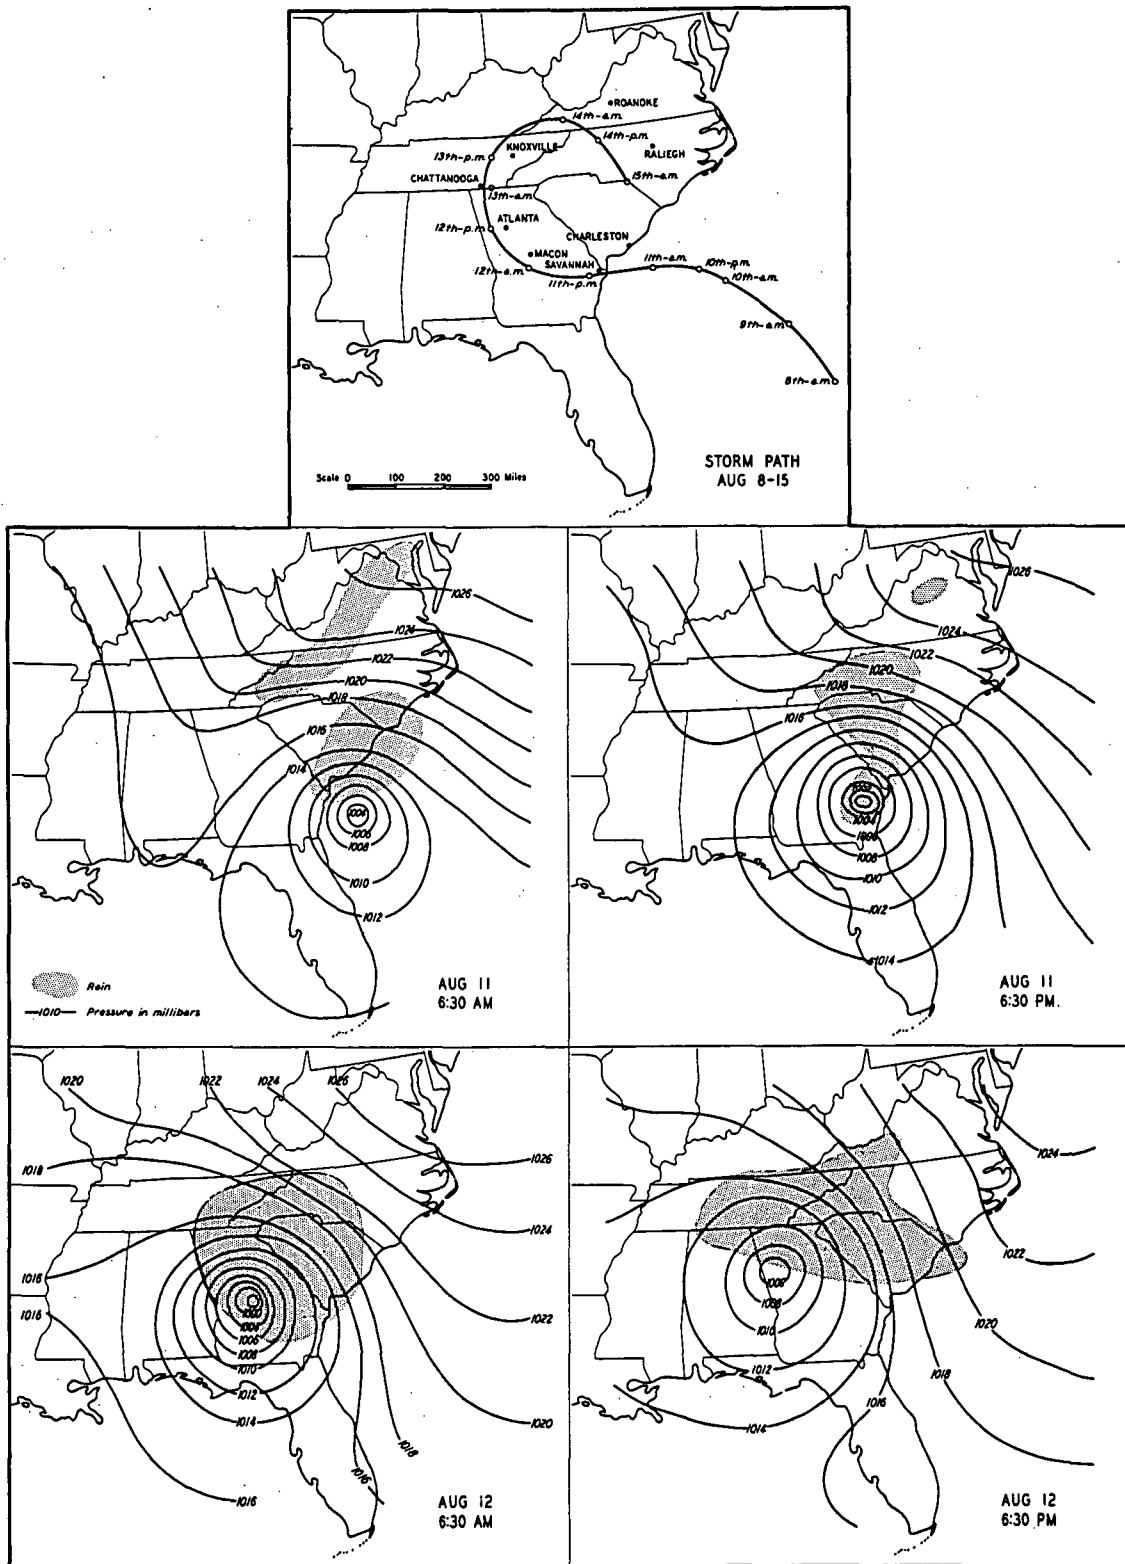 ROANOKE
14th-a.m.
14th-p.m.
KNOXVILLE
RALIEGH
13th-p.m.
CHATTANOOGA
15th-a.m.
13th-a.m.
ATLANTA
12th-p.m.
CHARLESTON
MACON
SAVANNAH
11th-a.m.
10th-p.m.
12th-a.m.
10th-a.m.
11th-p.m.
9th-a.m.
8th-a.m.
STORM PATH
AUG 8-15
Scale 0 100 200 300 Miles
1026
1024
1022
1020
1018
1016
1014
1004
1006
1008
1010
1012
Rain
—1010— Pressure in millibars
AUG 11
6:30 AM
1026
1024
1022
1020
1018
1016
1004
1006
1008
1010
1012
1014
AUG 11
6:30 PM.
1020
1022
1024
1026
1018
1026
1024
1016
1016
1000
1004
1006
1008
1010
1012
1014
1022
1020
1018
1016
1016
AUG 12
6:30 AM
1024
1022
1006
1008
1010
1020
1012
1018
1016
1014
AUG 12
6:30 PM